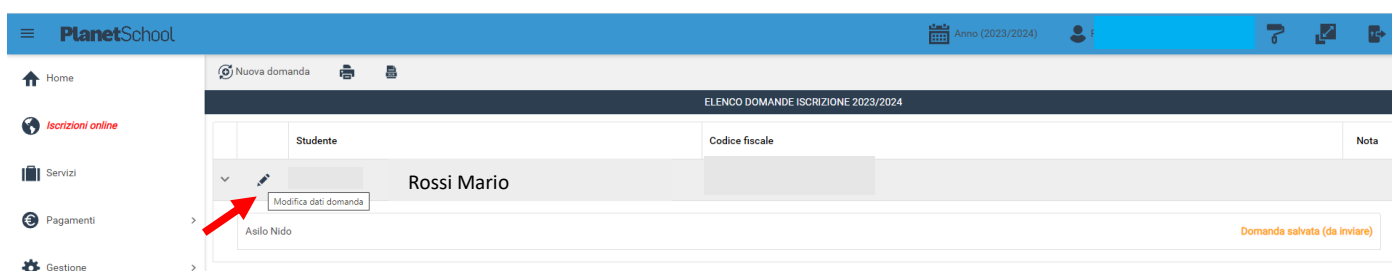 PlanetSchool
Anno (2023/2024)
Home
Nuova domanda
ELENCO DOMANDE ISCRIZIONE 2023/2024
Iscrizioni online
Studente
Codice fiscale
Nota
Servizi
Rossi Mario
Modifica dati domanda
Pagamenti
Asilo Nido
Domanda salvata (da inviare)
Gestione